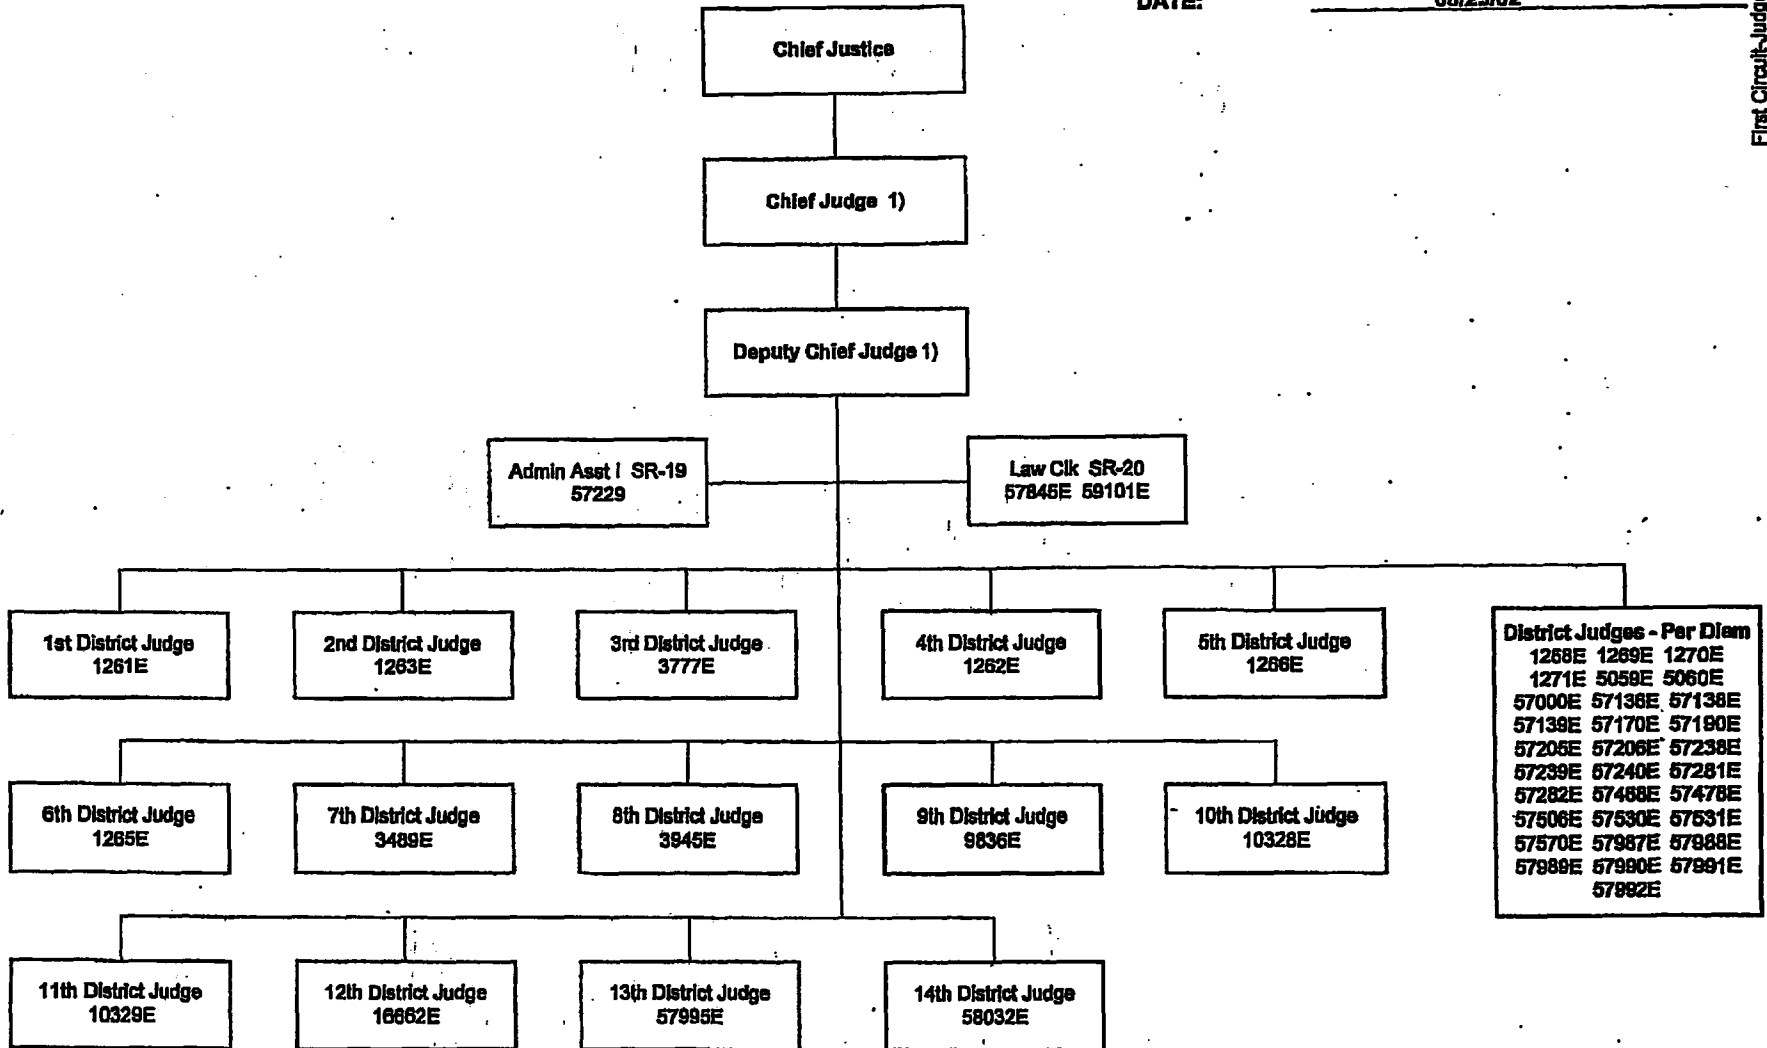 DATE:
Chief Justice
First Circuit-Judg
Chief Judge 1)
Deputy Chief Judge 1)
Admin Asst I SR-19
57229
Law Clk SR-20
57845E 59101E
1st District Judge
1261E
2nd District Judge
1263E
3rd District Judge
3777E
4th District Judge
1262E
5th District Judge
1266E
District Judges - Per Diem
1268E 1269E 1270E
1271E 5059E 5060E
57000E 57136E 57138E
57139E 57170E 57190E
57205E 57206E 57238E
57239E 57240E 57281E
57282E 57468E 57478E
57506E 57530E 57531E
57570E 57987E 57988E
57989E 57990E 57991E
57992E
6th District Judge
1265E
7th District Judge
3489E
8th District Judge
3945E
9th District Judge
9836E
10th District Judge
10328E
11th District Judge
10329E
12th District Judge
16662E
13th District Judge
57995E
14th District Judge
58032E